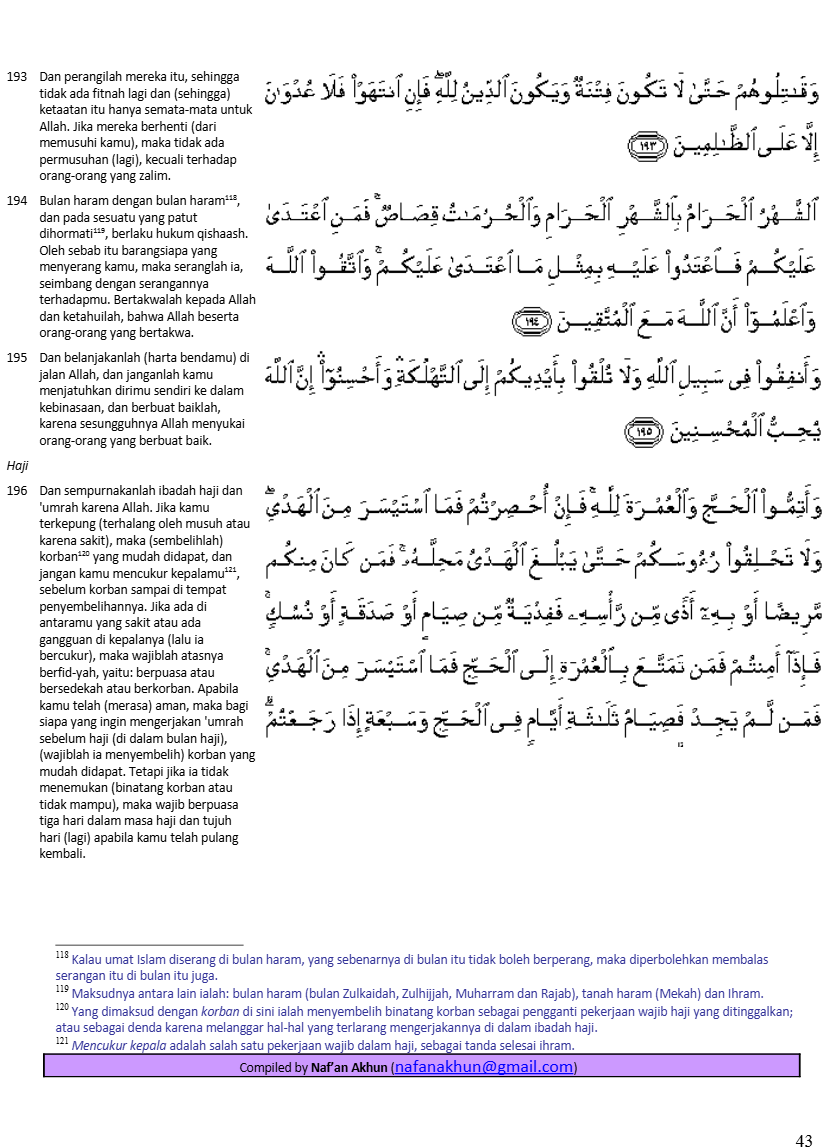 193 Dan perangilah mereka itu, sehingga
tidak ada fitnah lagi dan (sehingga)
ketaatan itu hanya semata-mata untuk
Allah. Jika mereka berhenti (dari
memusuhi kamu), maka tidak ada
permusuhan (lagi), kecuali terhadap
orang-orang yang zalim.
وَقَـٰتِلُوهُمْ حَتَّىٰ لَا تَكُونَ فِتْنَةٌ وَيَكُونَ ٱلدِّينُ لِلَّهِ ۖ فَإِنِ ٱنتَهَوْا۟ فَلَا عُدْوَٰنَ
إِلَّا عَلَى ٱلظَّـٰلِمِينَ ١٩٣
194 Bulan haram dengan bulan haram¹¹⁸,
dan pada sesuatu yang patut
dihormati¹¹⁹, berlaku hukum qishaash.
Oleh sebab itu barangsiapa yang
menyerang kamu, maka seranglah ia,
seimbang dengan serangannya
terhadapmu. Bertakwalah kepada Allah
dan ketahuilah, bahwa Allah beserta
orang-orang yang bertakwa.
ٱلشَّهْرُ ٱلْحَرَامُ بِٱلشَّهْرِ ٱلْحَرَامِ وَٱلْحُرُمَـٰتُ قِصَاصٌ ۚ فَمَنِ ٱعْتَدَىٰ
عَلَيْكُمْ فَٱعْتَدُوا۟ عَلَيْهِ بِمِثْلِ مَا ٱعْتَدَىٰ عَلَيْكُمْ ۚ وَٱتَّقُوا۟ ٱللَّهَ
وَٱعْلَمُوٓا۟ أَنَّ ٱللَّهَ مَعَ ٱلْمُتَّقِينَ ١٩٤
195 Dan belanjakanlah (harta bendamu) di
jalan Allah, dan janganlah kamu
menjatuhkan dirimu sendiri ke dalam
kebinasaan, dan berbuat baiklah,
karena sesungguhnya Allah menyukai
orang-orang yang berbuat baik.
وَأَنفِقُوا۟ فِى سَبِيلِ ٱللَّهِ وَلَا تُلْقُوا۟ بِأَيْدِيكُمْ إِلَى ٱلتَّهْلُكَةِ ۛ وَأَحْسِنُوٓا۟ ۛ إِنَّ ٱللَّهَ
يُحِبُّ ٱلْمُحْسِنِينَ ١٩٥
Haji
196 Dan sempurnakanlah ibadah haji dan
'umrah karena Allah. Jika kamu
terkepung (terhalang oleh musuh atau
karena sakit), maka (sembelihlah)
korban¹²⁰ yang mudah didapat, dan
jangan kamu mencukur kepalamu¹²¹,
sebelum korban sampai di tempat
penyembelihannya. Jika ada di
antaramu yang sakit atau ada
gangguan di kepalanya (lalu ia
bercukur), maka wajiblah atasnya
berfid-yah, yaitu: berpuasa atau
bersedekah atau berkorban. Apabila
kamu telah (merasa) aman, maka bagi
siapa yang ingin mengerjakan 'umrah
sebelum haji (di dalam bulan haji),
(wajiblah ia menyembelih) korban yang
mudah didapat. Tetapi jika ia tidak
menemukan (binatang korban atau
tidak mampu), maka wajib berpuasa
tiga hari dalam masa haji dan tujuh
hari (lagi) apabila kamu telah pulang
kembali.
وَأَتِمُّوا۟ ٱلْحَجَّ وَٱلْعُمْرَةَ لِلَّهِ ۚ فَإِنْ أُحْصِرْتُمْ فَمَا ٱسْتَيْسَرَ مِنَ ٱلْهَدْىِ ۖ
وَلَا تَحْلِقُوا۟ رُءُوسَكُمْ حَتَّىٰ يَبْلُغَ ٱلْهَدْىُ مَحِلَّهُۥ ۚ فَمَن كَانَ مِنكُم
مَّرِيضًا أَوْ بِهِۦٓ أَذًى مِّن رَّأْسِهِۦ فَفِدْيَةٌ مِّن صِيَامٍ أَوْ صَدَقَةٍ أَوْ نُسُكٍ ۚ
فَإِذَآ أَمِنتُمْ فَمَن تَمَتَّعَ بِٱلْعُمْرَةِ إِلَى ٱلْحَجِّ فَمَا ٱسْتَيْسَرَ مِنَ ٱلْهَدْىِ ۚ
فَمَن لَّمْ يَجِدْ فَصِيَامُ ثَلَـٰثَةِ أَيَّامٍ فِى ٱلْحَجِّ وَسَبْعَةٍ إِذَا رَجَعْتُمْ ۗ
¹¹⁸ Kalau umat Islam diserang di bulan haram, yang sebenarnya di bulan itu tidak boleh berperang, maka diperbolehkan membalas
serangan itu di bulan itu juga.
¹¹⁹ Maksudnya antara lain ialah: bulan haram (bulan Zulkaidah, Zulhijjah, Muharram dan Rajab), tanah haram (Mekah) dan Ihram.
¹²⁰ Yang dimaksud dengan korban di sini ialah menyembelih binatang korban sebagai pengganti pekerjaan wajib haji yang ditinggalkan;
atau sebagai denda karena melanggar hal-hal yang terlarang mengerjakannya di dalam ibadah haji.
¹²¹ Mencukur kepala adalah salah satu pekerjaan wajib dalam haji, sebagai tanda selesai ihram.
Compiled by Naf'an Akhun (nafanakhun@gmail.com)
43